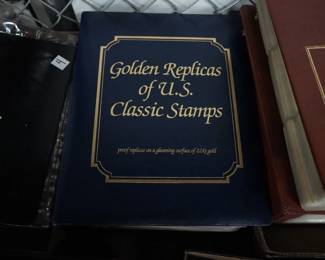 Golden Replicas
of U.S.
Classic Stamps
proof replicas on a gleaming surface of 22kt gold